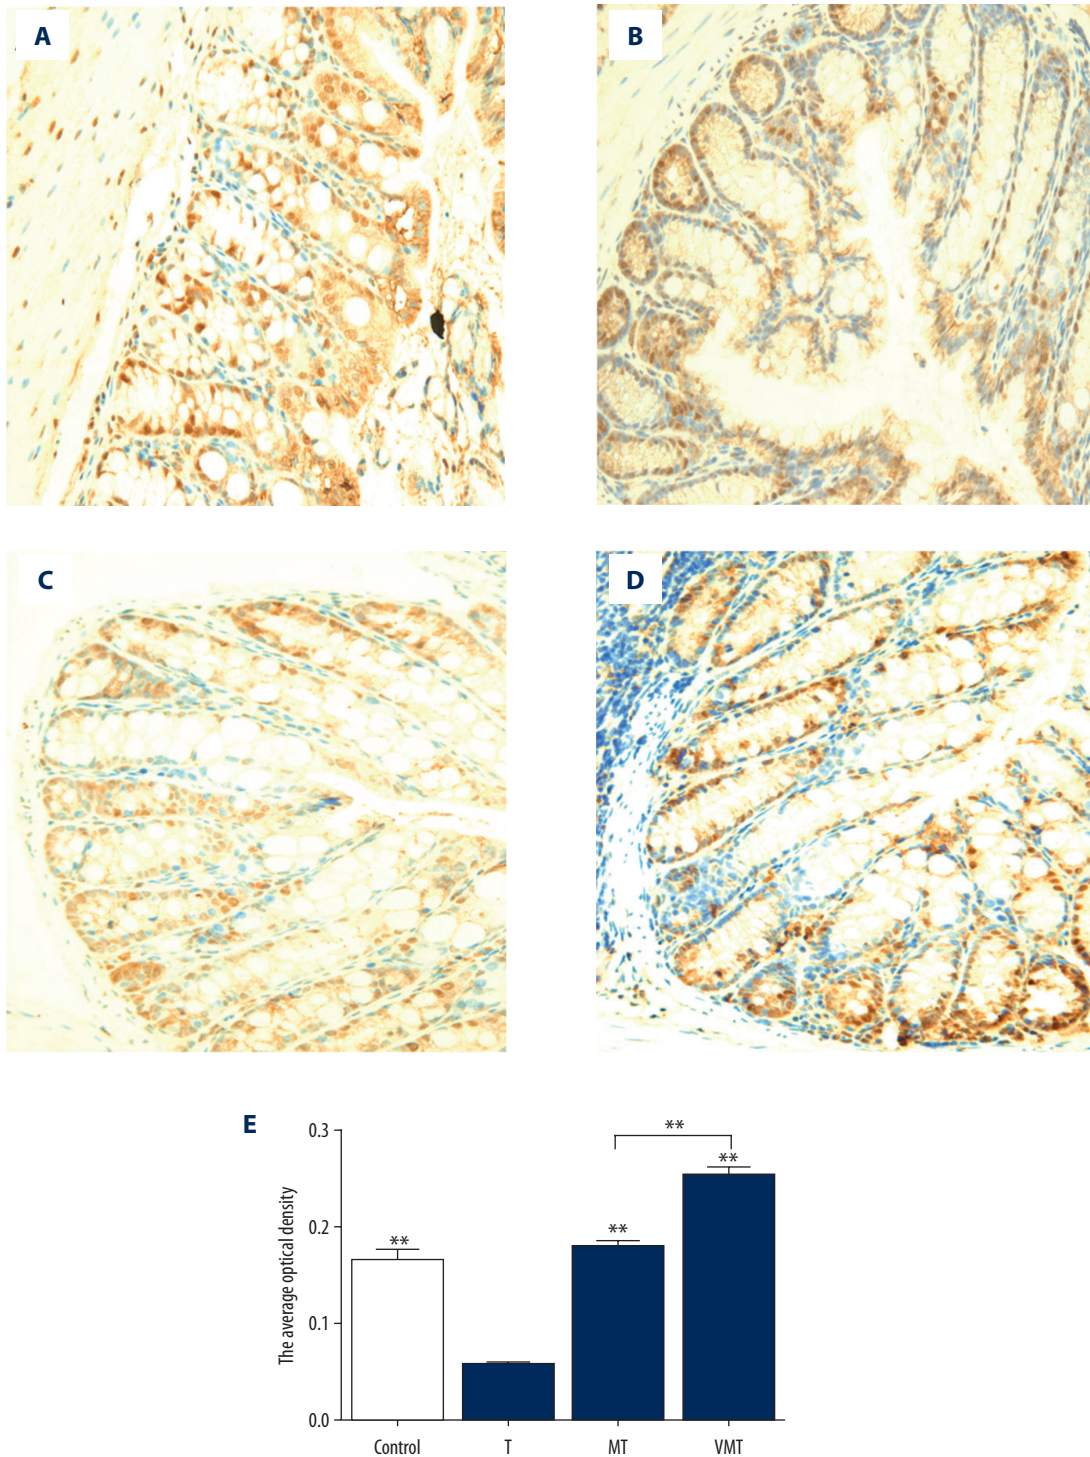 A
B
C
D
E
The average optical density
0.3
0.2
0.1
0.0
**
**
**
**
Control
T
MT
VMT